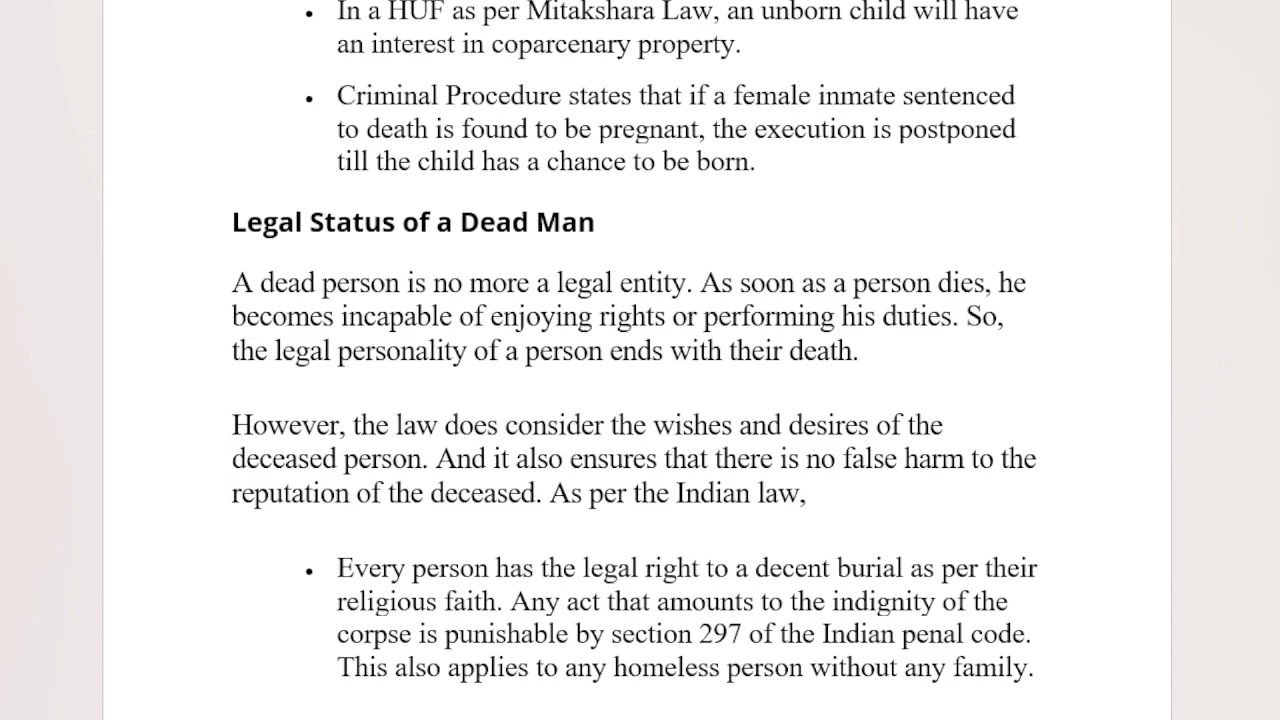 • In a HUF as per Mitakshara Law, an unborn child will have
an interest in coparcenary property.
• Criminal Procedure states that if a female inmate sentenced
to death is found to be pregnant, the execution is postponed
till the child has a chance to be born.
Legal Status of a Dead Man
A dead person is no more a legal entity. As soon as a person dies, he
becomes incapable of enjoying rights or performing his duties. So,
the legal personality of a person ends with their death.
However, the law does consider the wishes and desires of the
deceased person. And it also ensures that there is no false harm to the
reputation of the deceased. As per the Indian law,
• Every person has the legal right to a decent burial as per their
religious faith. Any act that amounts to the indignity of the
corpse is punishable by section 297 of the Indian penal code.
This also applies to any homeless person without any family.